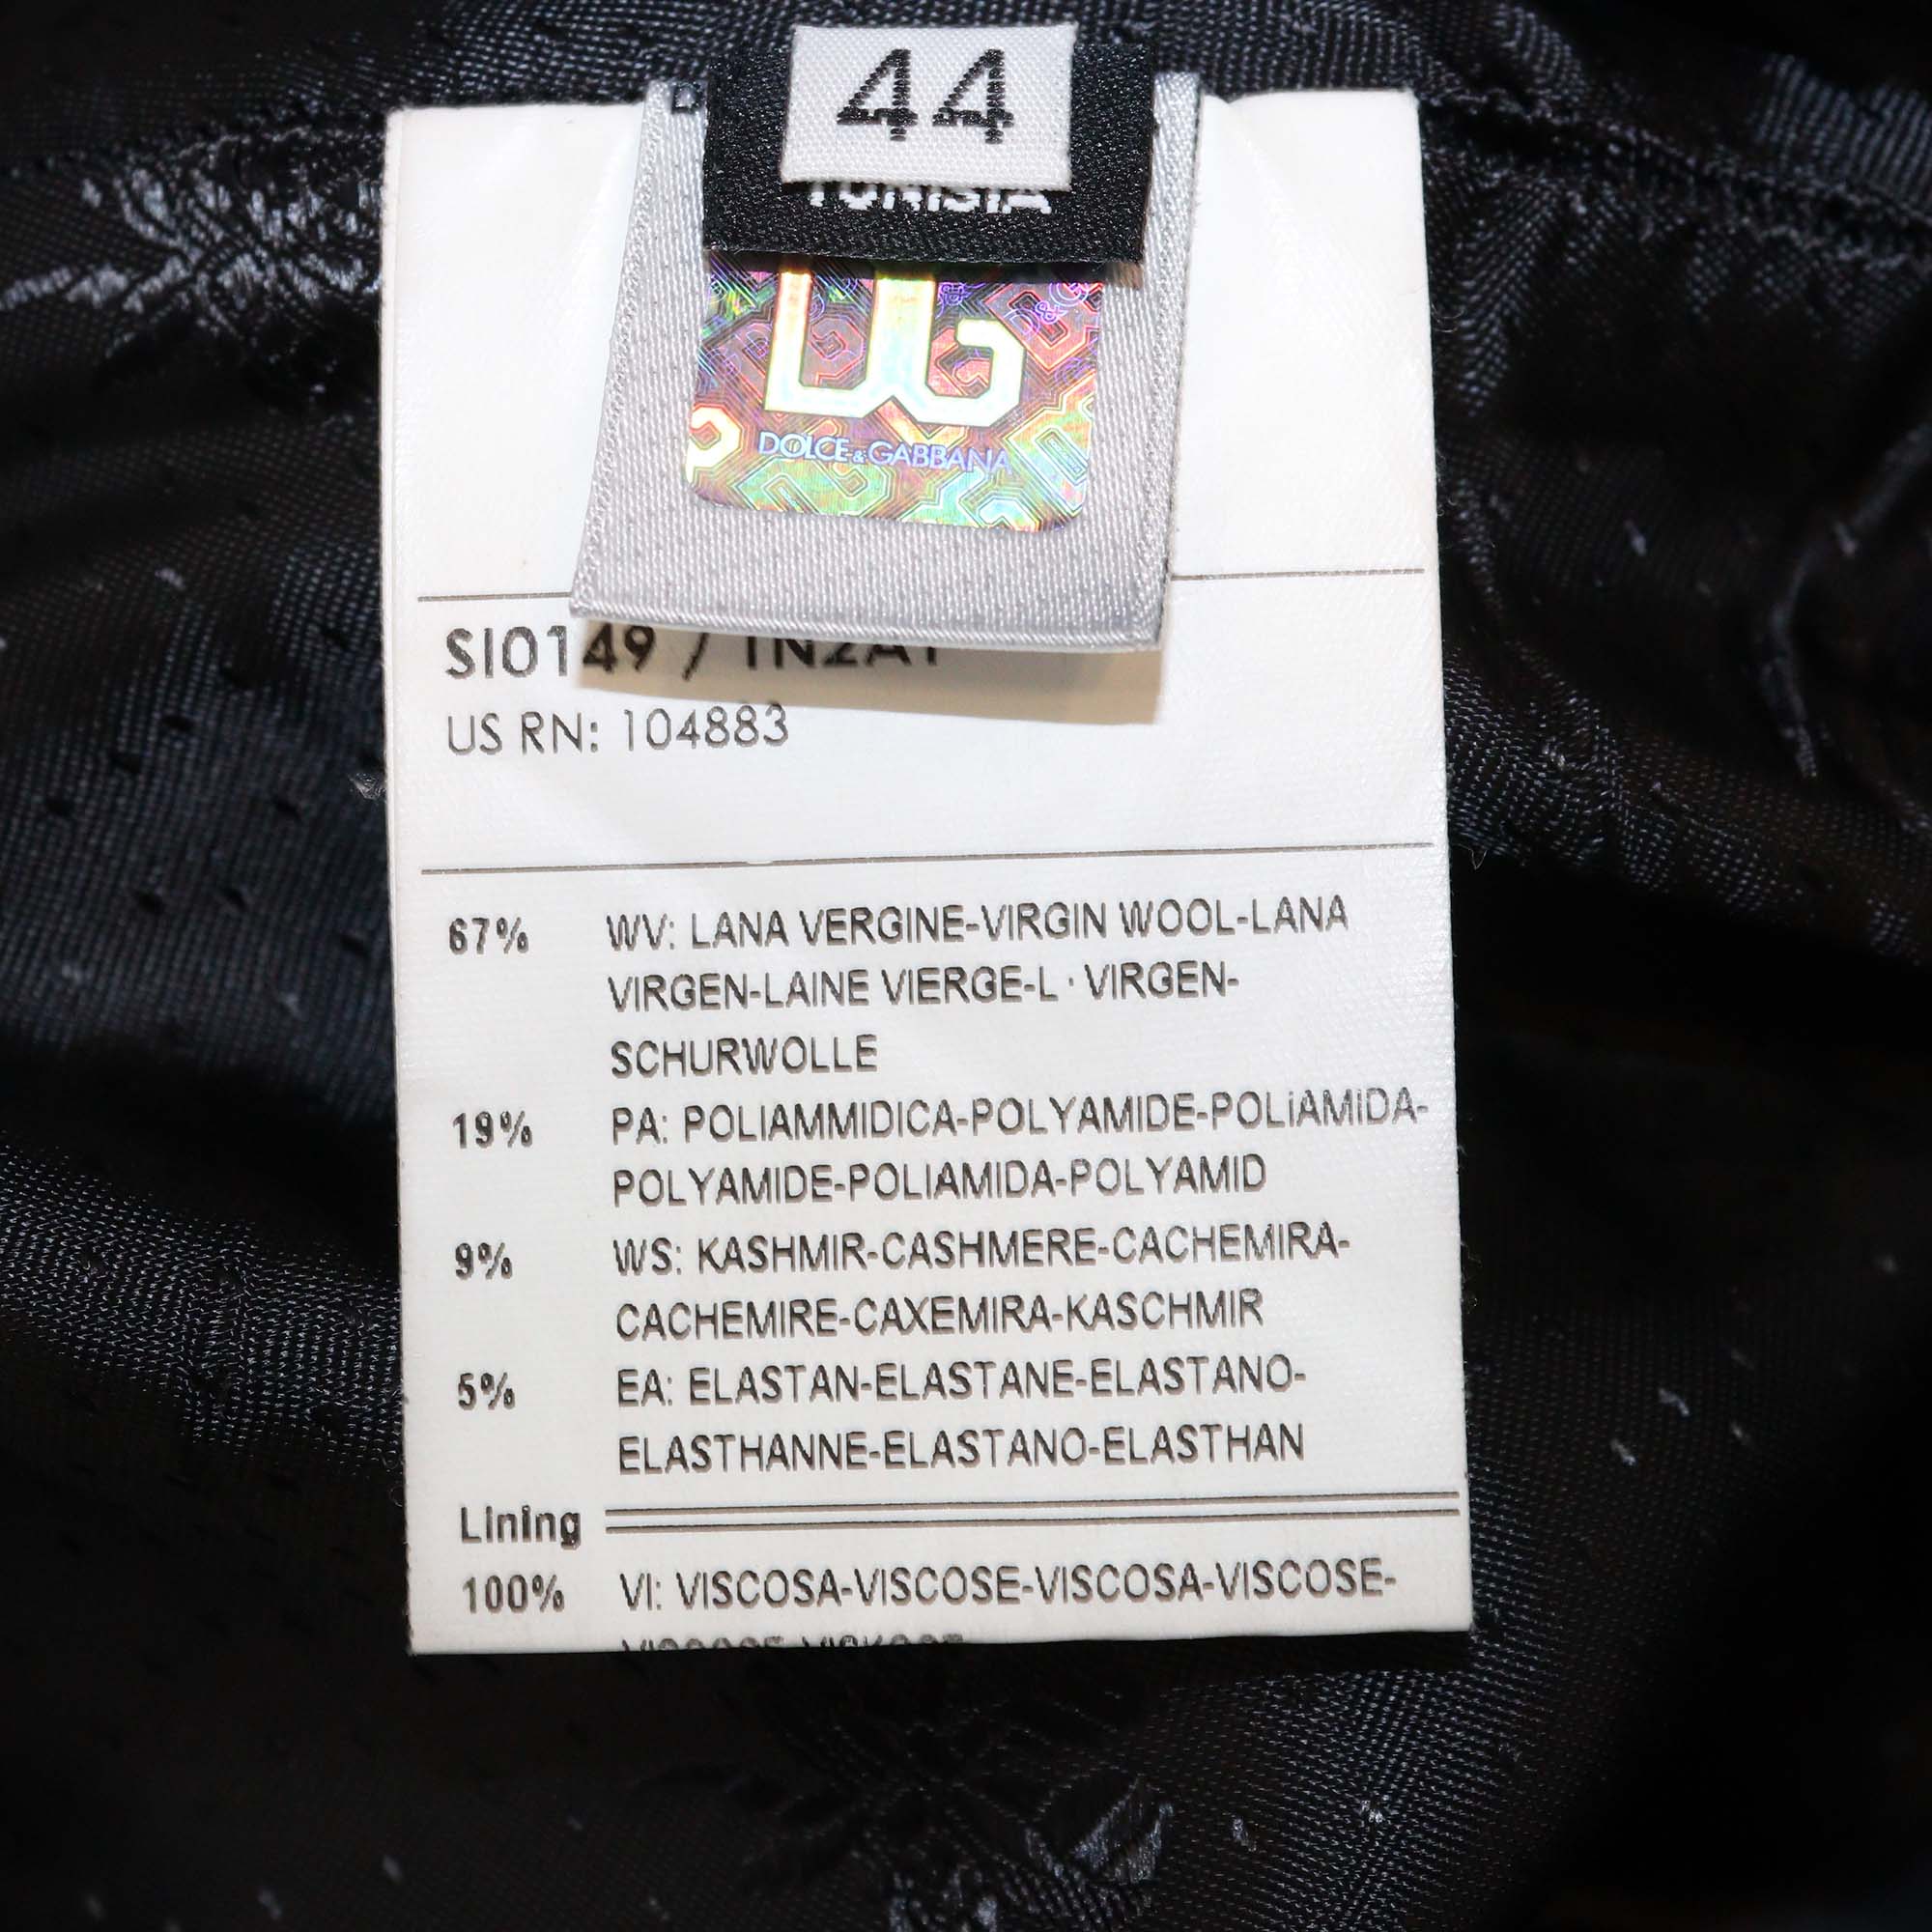 44
TUNISIA
DG
DOLCE&GABBANA
SI0149 /
US RN: 104883
67% WV: LANA VERGINE-VIRGIN WOOL-LANA
VIRGEN-LAINE VIERGE-L·VIRGEN-
SCHURWOLLE
19% PA: POLIAMMIDICA-POLYAMIDE-POLIAMIDA-
POLYAMIDE-POLIAMIDA-POLYAMID
9% WS: KASHMIR-CASHMERE-CACHEMIRA-
CACHEMIRE-CAXEMIRA-KASCHMIR
5% EA: ELASTAN-ELASTANE-ELASTANO-
ELASTHANNE-ELASTANO-ELASTHAN
Lining
100% VI: VISCOSA-VISCOSE-VISCOSA-VISCOSE-